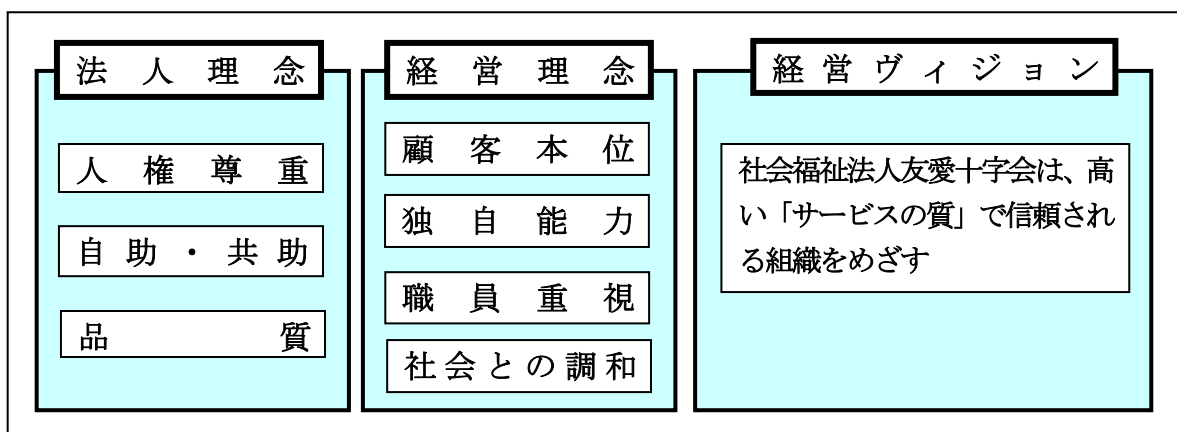 法人理念
人権尊重
自助・共助
品質
経営理念
顧客本位
独自能力
職員重視
社会との調和
経営ヴィジョン
社会福祉法人友愛十字会は、高
い「サービスの質」で信頼され
る組織をめざす